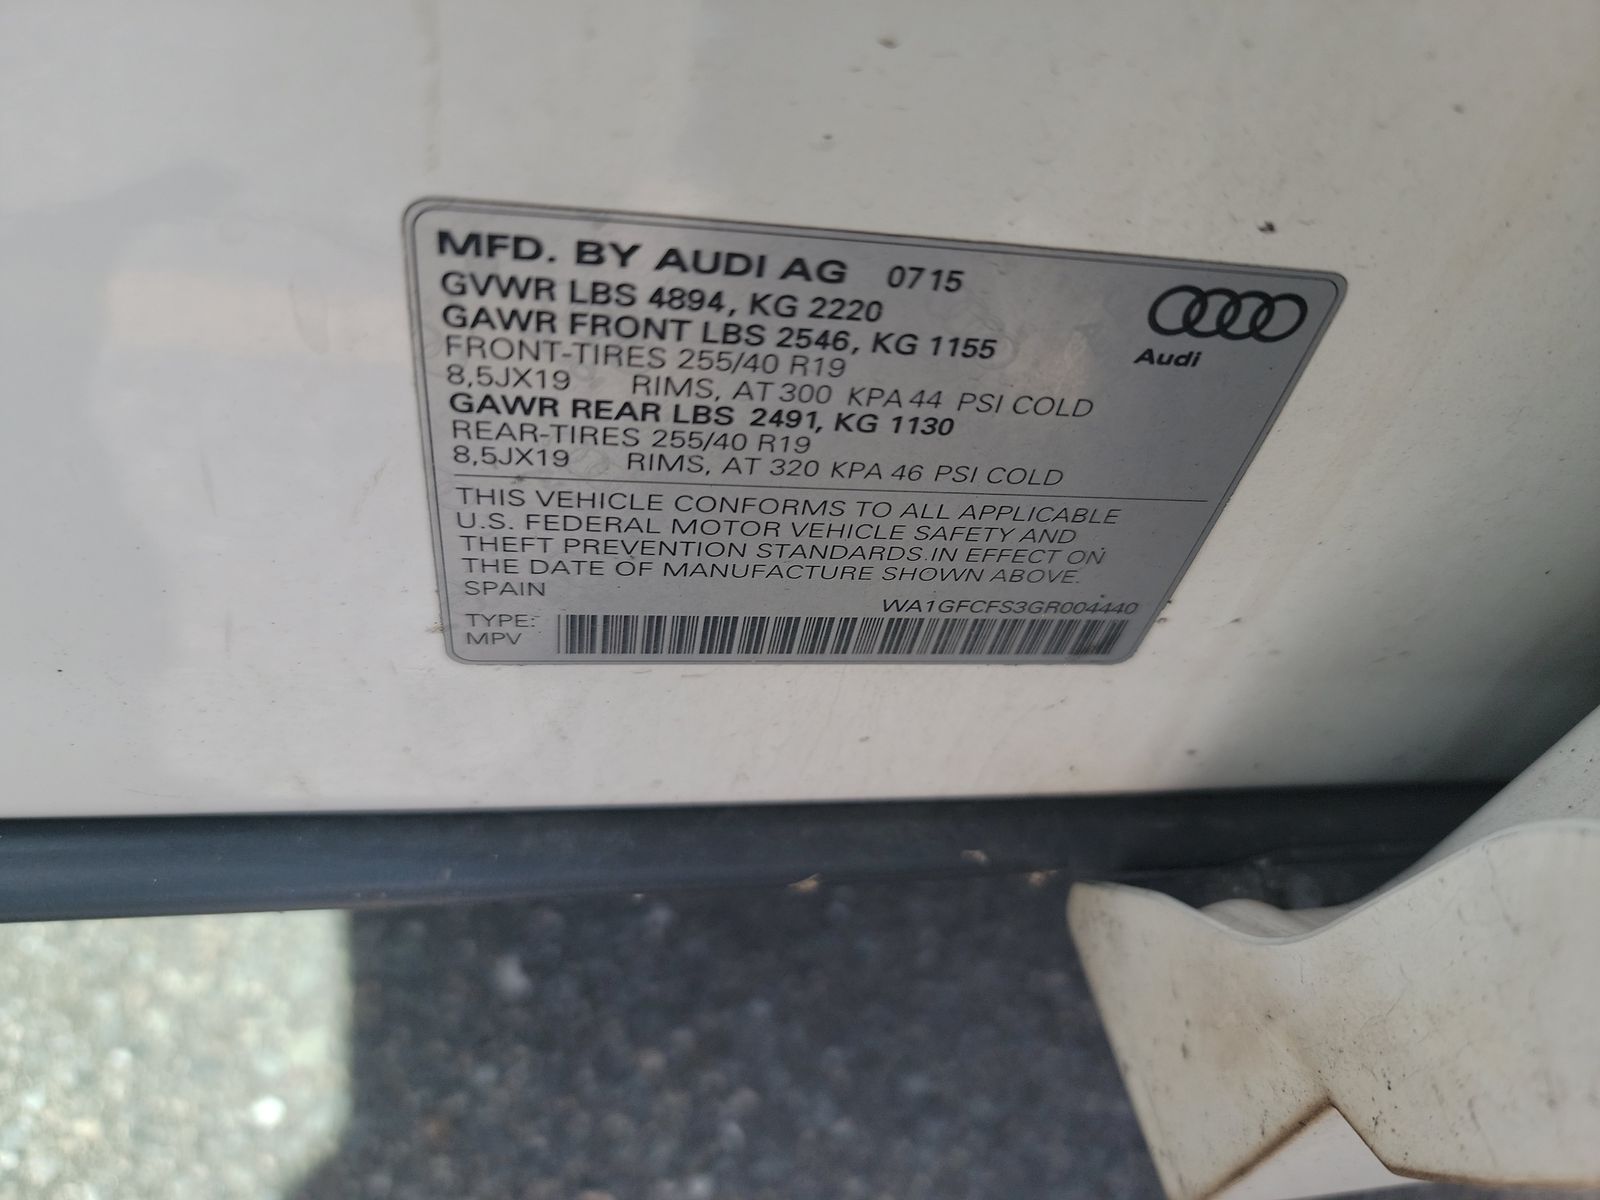 MFD. BY AUDI AG 07 15
GVWR LBS 4894, KG 2220
GAWR FRONT LBS 2546, KG 1155
FRONT-TIRES 255/40 R19
8,5JX19 RIMS, AT 300 KPA 44 PSI COLD
GAWR REAR LBS 2491, KG 1130
REAR-TIRES 255/40 R19
8,5JX19 RIMS, AT 320 KPA 46 PSI COLD
Audi
THIS VEHICLE CONFORMS TO ALL APPLICABLE
U.S. FEDERAL MOTOR VEHICLE SAFETY AND
THEFT PREVENTION STANDARDS IN EFFECT ON
THE DATE OF MANUFACTURE SHOWN ABOVE.
SPAIN
WA1GFCFS3GR004440
TYPE:
MPV